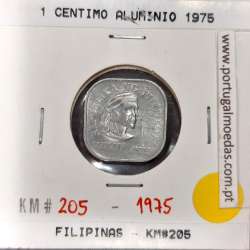 1 CENTIMO ALUMINIO 1975
www.portugalmoedas.com.pt
KM# 205 - 1975
FILIPINAS - KM#205